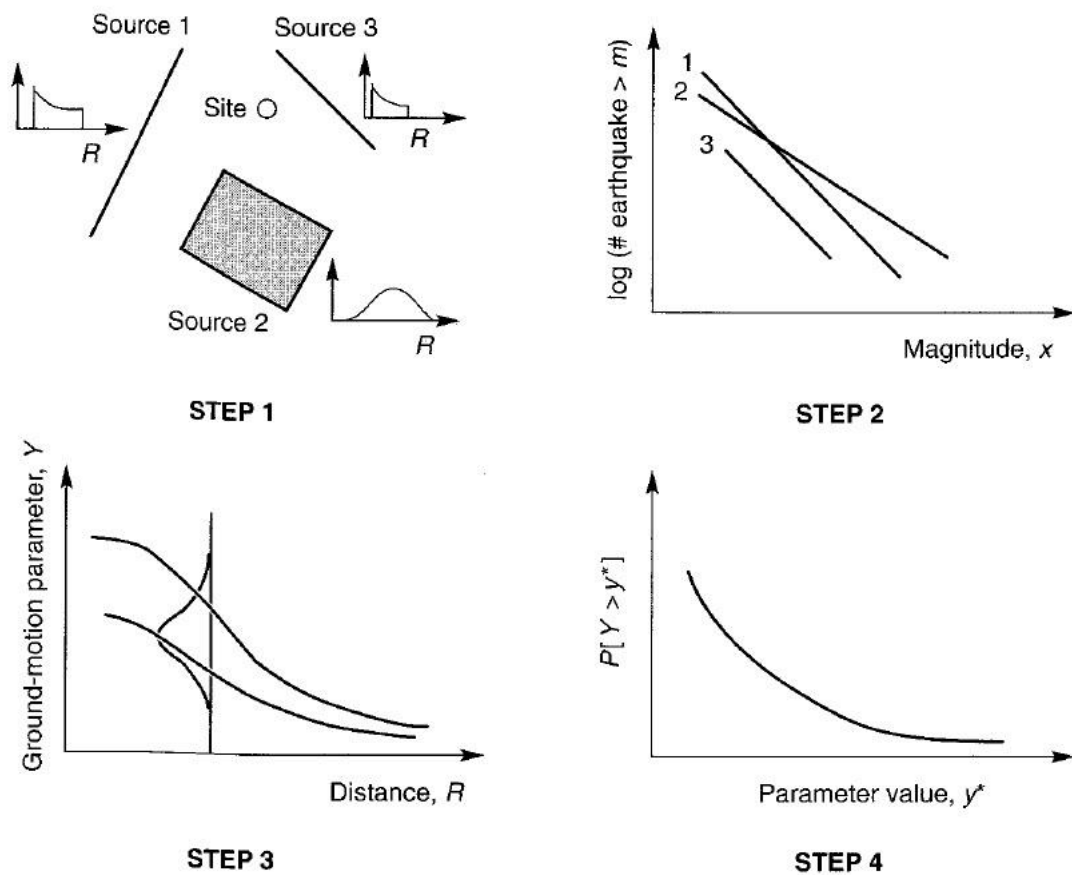 Source 1
Source 3
Site
R
R
Source 2
R
STEP 1
log (# earthquake > m)
1
2
3
Magnitude, x
STEP 2
Ground-motion parameter, Y
Distance, R
STEP 3
P[Y > y*]
Parameter value, y*
STEP 4